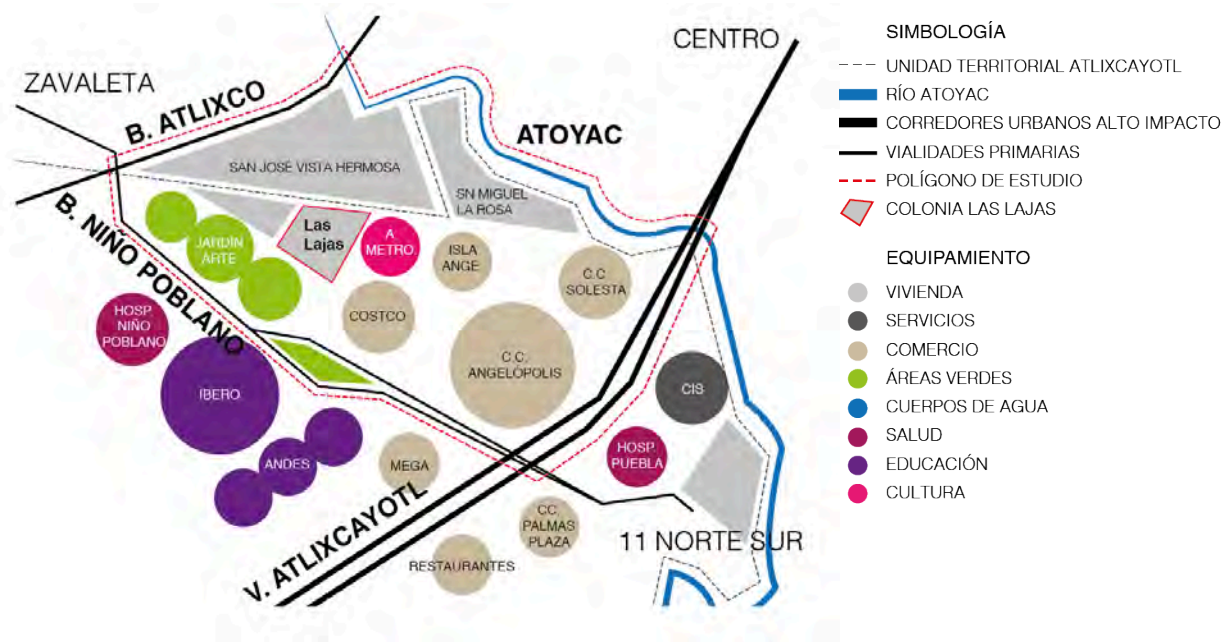 CENTRO
ZAVALETA
B. ATLIXCO
ATOYAC
SAN JOSÉ VISTA HERMOSA
SN MIGUEL
LA ROSA
B. NIÑO POBLANO
JARDÍN
ARTE
Las
Lajas
A
METRO.
ISLA
ANGE
C.C
SOLESTA
HOSP.
NIÑO
POBLANO
COSTCO
C.C.
ANGELÓPOLIS
IBERO
CIS
ANDES
MEGA
HOSP.
PUEBLA
V. ATLIXCAYOTL
CC.
PALMAS
PLAZA
11 NORTE SUR
RESTAURANTES
SIMBOLOGÍA
UNIDAD TERRITORIAL ATLIXCAYOTL
RÍO ATOYAC
CORREDORES URBANOS ALTO IMPACTO
VIALIDADES PRIMARIAS
POLÍGONO DE ESTUDIO
COLONIA LAS LAJAS
EQUIPAMIENTO
VIVIENDA
SERVICIOS
COMERCIO
ÁREAS VERDES
CUERPOS DE AGUA
SALUD
EDUCACIÓN
CULTURA